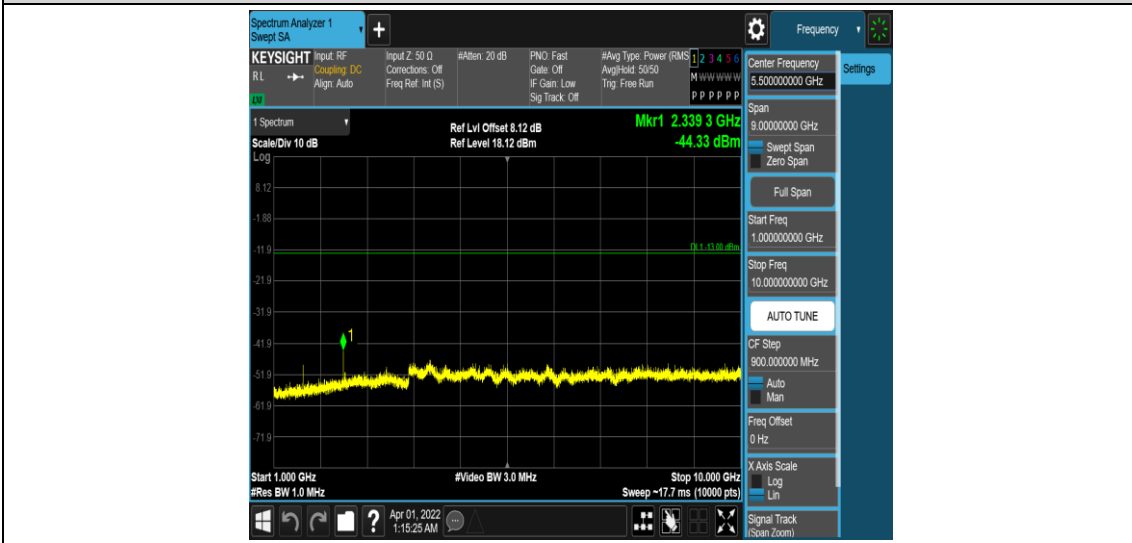 Spectrum Analyzer 1
Swept SA
+
Frequency
KEYSIGHT
R L
LXI
Input: RF
Coupling: DC
Align: Auto
Input Z: 50 Ω
Corrections: Off
Freq Ref: Int (S)
#Atten: 20 dB
PNO: Fast
Gate: Off
IF Gain: Low
Sig Track: Off
#Avg Type: Power (RMS
Avg|Hold: 50/50
Trig: Free Run
1 2 3 4 5 6
M W W W W W
P P P P P P
1 Spectrum
Scale/Div 10 dB
Log
Ref Lvl Offset 8.12 dB
Ref Level 18.12 dBm
Mkr1 2.339 3 GHz
-44.33 dBm
8.12
-1.88
-11.9
DL1 -13.00 dBm
-21.9
-31.9
1
-41.9
-51.9
-61.9
-71.9
Start 1.000 GHz
#Res BW 1.0 MHz
#Video BW 3.0 MHz
Stop 10.000 GHz
Sweep ~17.7 ms (10000 pts)
?
Apr 01, 2022
1:15:25 AM
Center Frequency
5.500000000 GHz
Settings
Span
9.00000000 GHz
Swept Span
Zero Span
Full Span
Start Freq
1.000000000 GHz
Stop Freq
10.000000000 GHz
AUTO TUNE
CF Step
900.000000 MHz
Auto
Man
Freq Offset
0 Hz
X Axis Scale
Log
Lin
Signal Track
(Span Zoom)